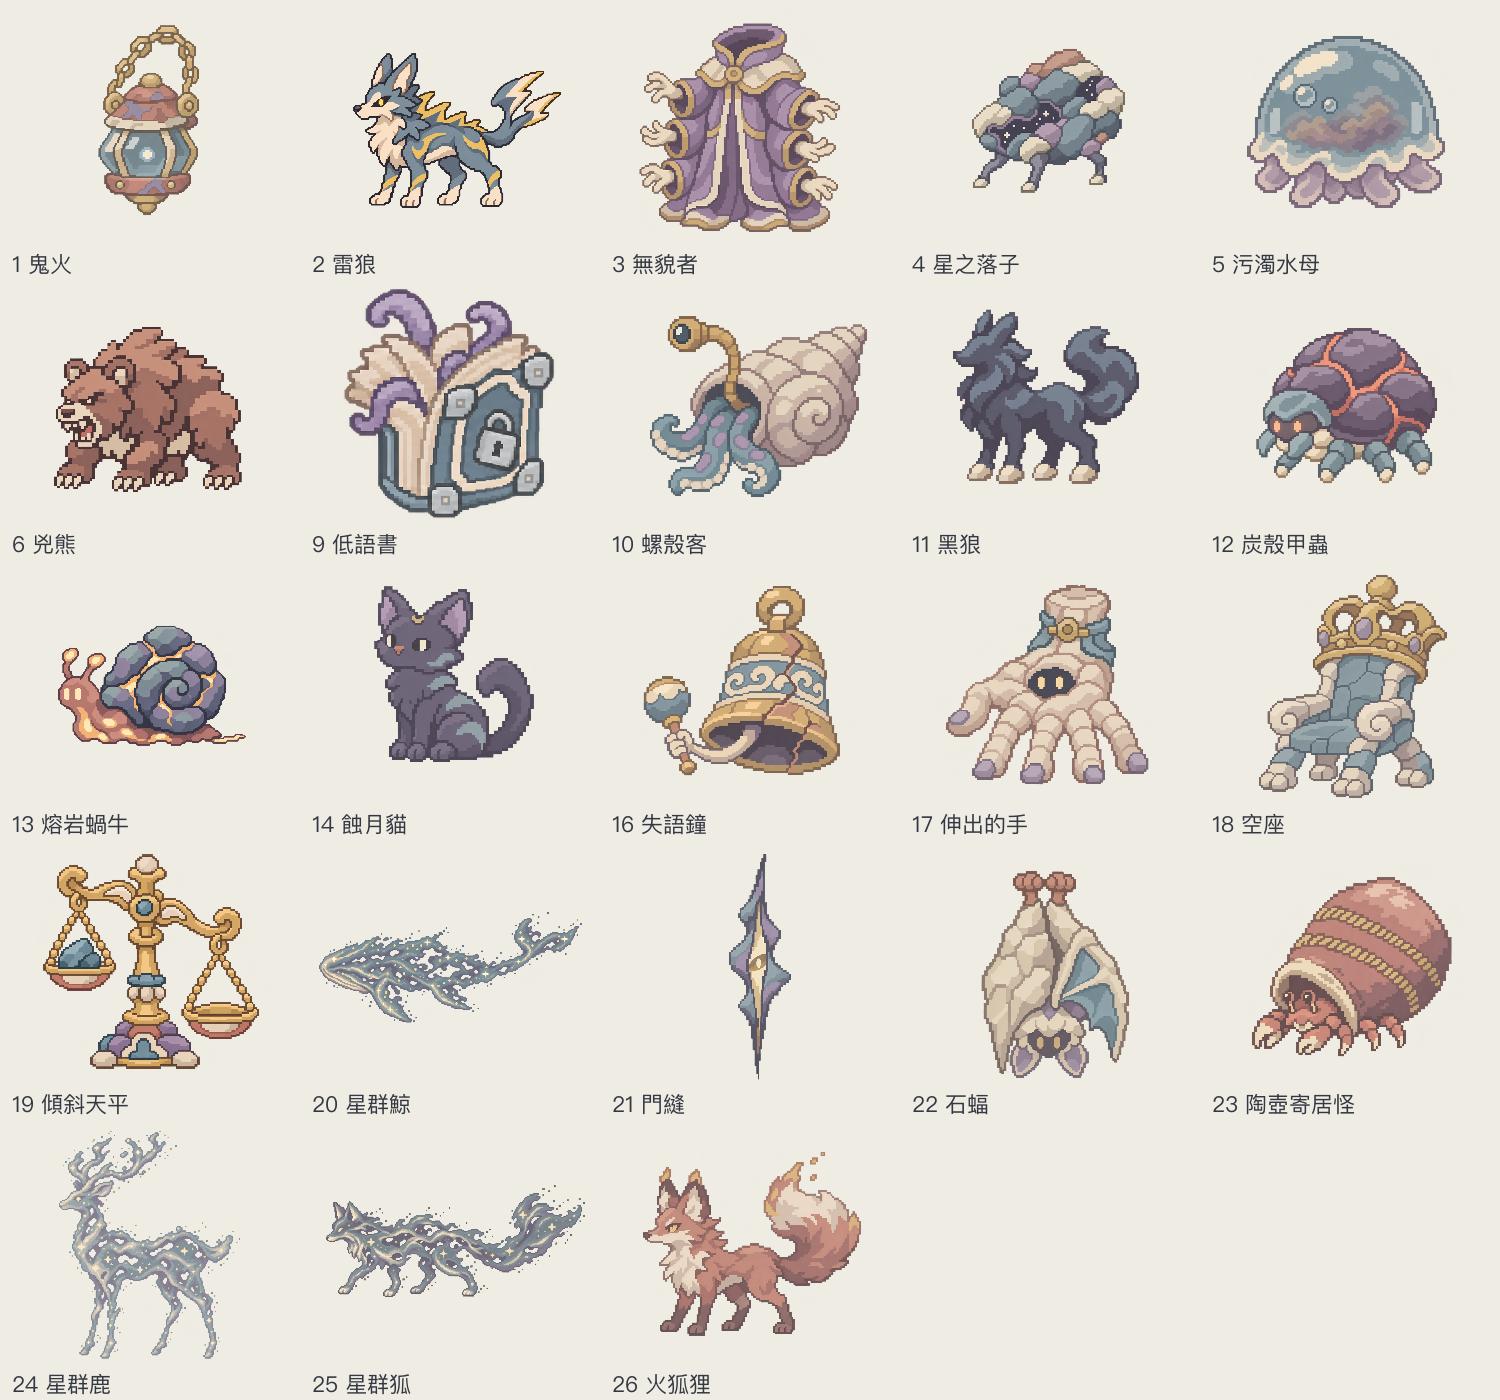 1 鬼火
2 雷狼
3 無貌者
4 星之落子
5 污濁水母
6 兇熊
9 低語書
10 螺殼客
11 黑狼
12 炭殼甲蟲
13 熔岩蝸牛
14 蝕月貓
16 失語鐘
17 伸出的手
18 空座
19 傾斜天平
20 星群鯨
21 門縫
22 石蝠
23 陶壺寄居怪
24 星群鹿
25 星群狐
26 火狐狸